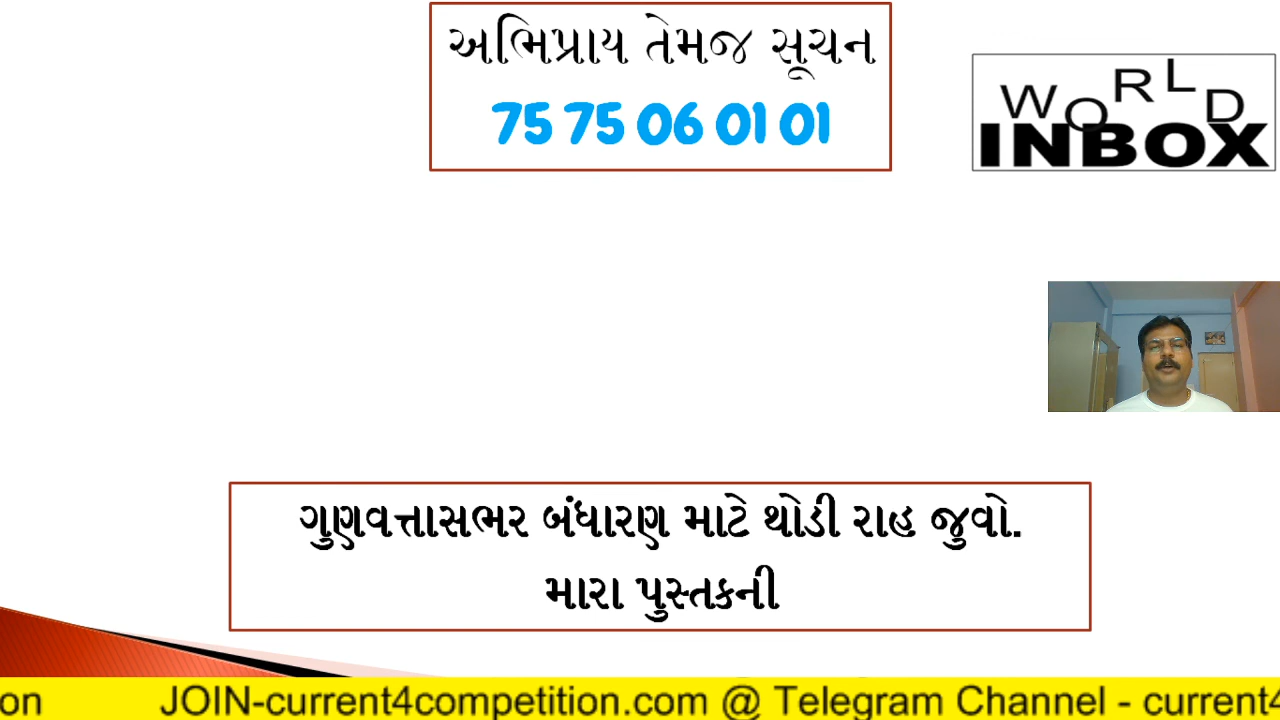 અભિપ્રાય તેમજ સૂચન
75 75 06 01 01
WORLD
INBOX
ગુણવત્તાસભર બંધારણ માટે થોડી રાહ જુવો.
મારા પુસ્તકની
on JOIN-current4competition.com @ Telegram Channel - current4